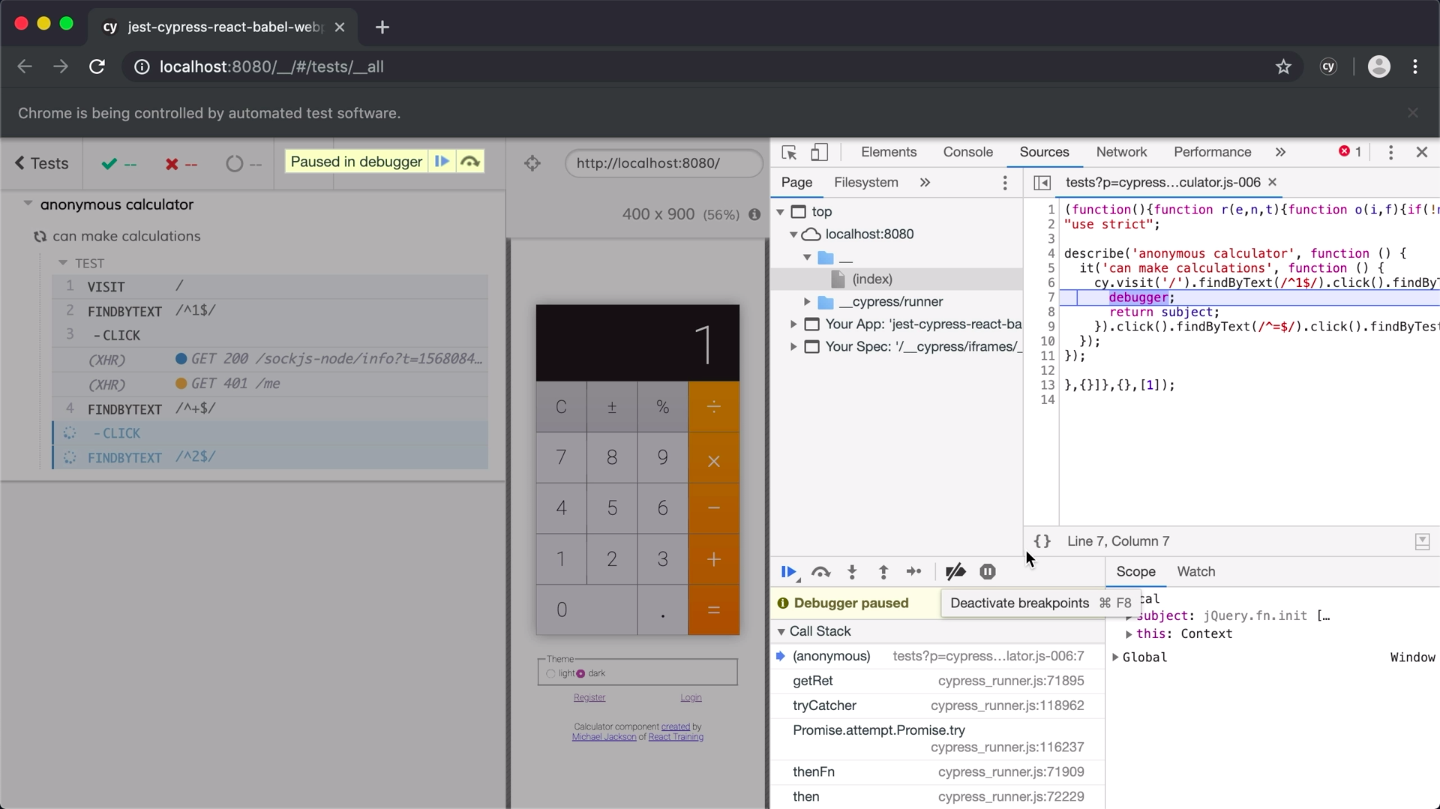 cy jest-cypress-react-babel-webp
localhost:8080/__/#/tests/__all
cy
Chrome is being controlled by automated test software.
Tests
--
--
--
Paused in debugger
anonymous calculator
can make calculations
TEST
1 VISIT /
2 FINDBYTEXT /^1$/
3 -CLICK
(XHR) GET 200 /sockjs-node/info?t=1568084…
(XHR) GET 401 /me
4 FINDBYTEXT /^+$/
-CLICK
FINDBYTEXT /^2$/
http://localhost:8080/
400 x 900 (56%)
1
C ± % ÷
7 8 9 x
4 5 6 −
1 2 3 +
0 . =
Theme
light dark
Register Login
Calculator component created by
Michael Jackson of React Training
Elements Console Sources Network Performance » 1
Page Filesystem »
top
localhost:8080
__
(index)
__cypress/runner
Your App: 'jest-cypress-react-ba
Your Spec: '/__cypress/iframes/_
tests?p=cypress…culator.js-006
1 (function(){function r(e,n,t){function o(i,f){if(!n
2 "use strict";
3
4 describe('anonymous calculator', function () {
5 it('can make calculations', function () {
6 cy.visit('/').findByText(/^1$/).click().findByT
7 debugger;
8 return subject;
9 }).click().findByText(/^=$/).click().findByTest
10 });
11 });
12
13 },{}]},{},[1]);
14
{} Line 7, Column 7
Debugger paused
Deactivate breakpoints ⌘ F8
Call Stack
(anonymous) tests?p=cypress…lator.js-006:7
getRet cypress_runner.js:71895
tryCatcher cypress_runner.js:118962
Promise.attempt.Promise.try
cypress_runner.js:116237
thenFn cypress_runner.js:71909
then cypress_runner.js:72229
Scope Watch
cal
subject: jQuery.fn.init […
this: Context
Global Window